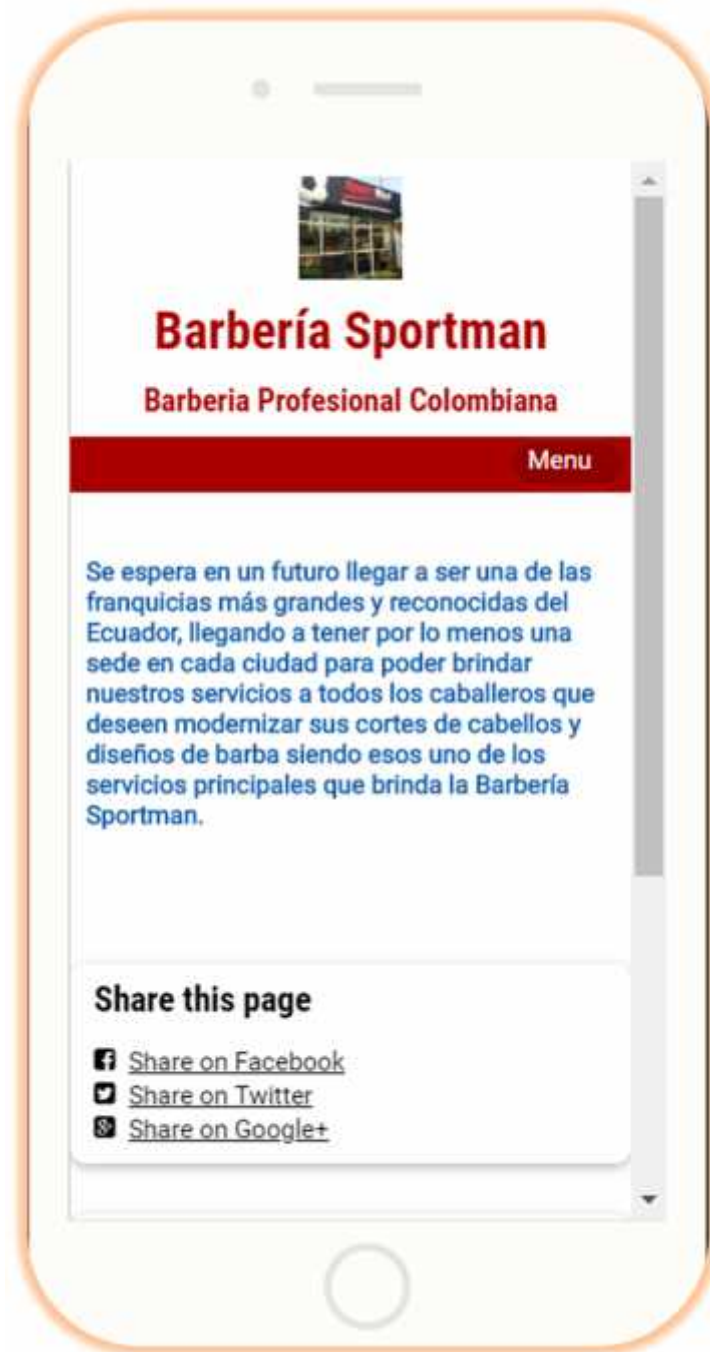 Barbería Sportman
Barberia Profesional Colombiana
Menu
Se espera en un futuro llegar a ser una de las
franquicias más grandes y reconocidas del
Ecuador, llegando a tener por lo menos una
sede en cada ciudad para poder brindar
nuestros servicios a todos los caballeros que
deseen modernizar sus cortes de cabellos y
diseños de barba siendo esos uno de los
servicios principales que brinda la Barbería
Sportman.
Share this page
Share on Facebook
Share on Twitter
Share on Google+